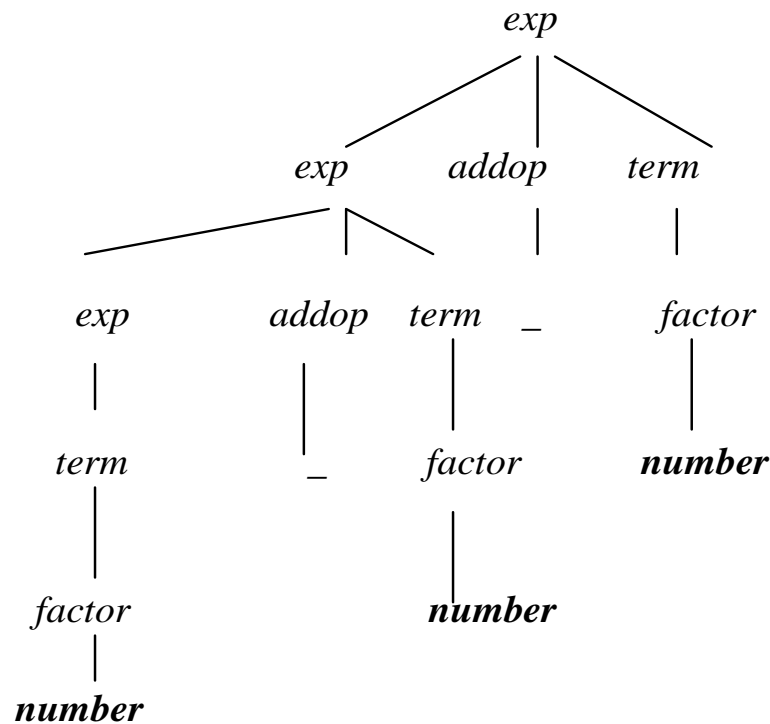 exp
exp addop term
exp addop term _ factor
term _ factor number
factor number
number